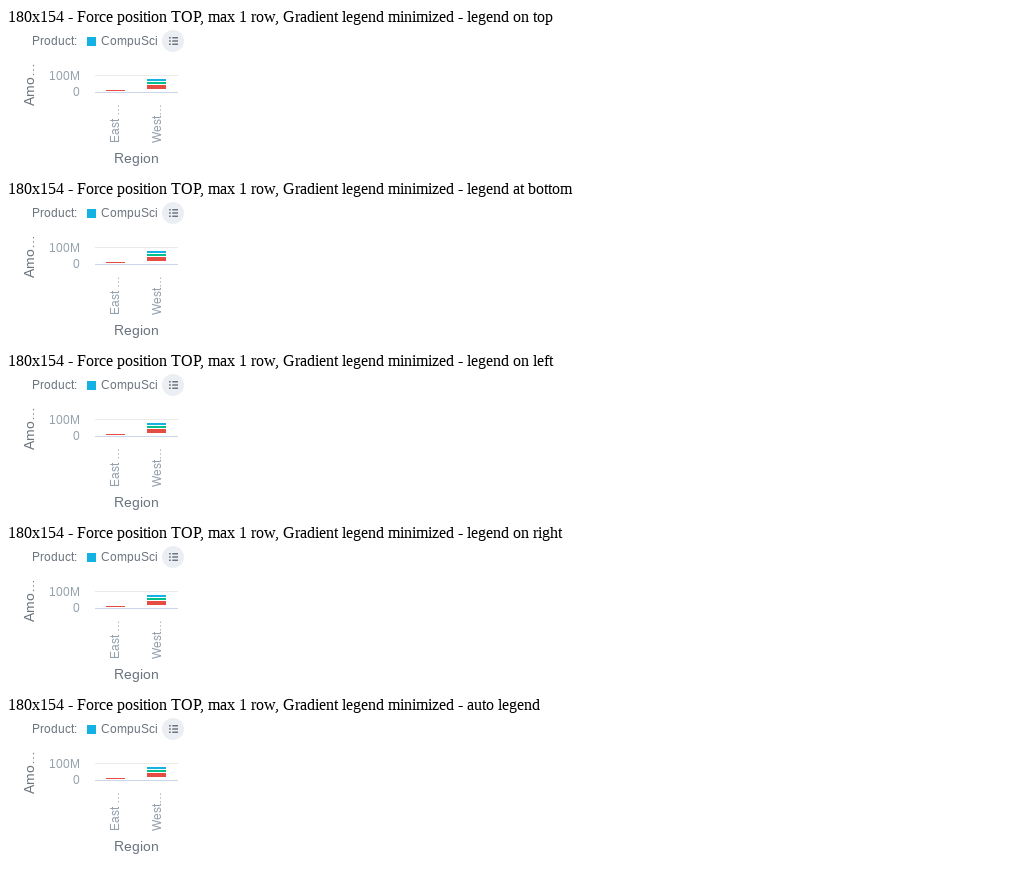 180x154 - Force position TOP, max 1 row, Gradient legend minimized - legend on top
Product: CompuSci
Amo…
100M
0
East …
West…
Region
180x154 - Force position TOP, max 1 row, Gradient legend minimized - legend at bottom
Product: CompuSci
Amo…
100M
0
East …
West…
Region
180x154 - Force position TOP, max 1 row, Gradient legend minimized - legend on left
Product: CompuSci
Amo…
100M
0
East …
West…
Region
180x154 - Force position TOP, max 1 row, Gradient legend minimized - legend on right
Product: CompuSci
Amo…
100M
0
East …
West…
Region
180x154 - Force position TOP, max 1 row, Gradient legend minimized - auto legend
Product: CompuSci
Amo…
100M
0
East …
West…
Region